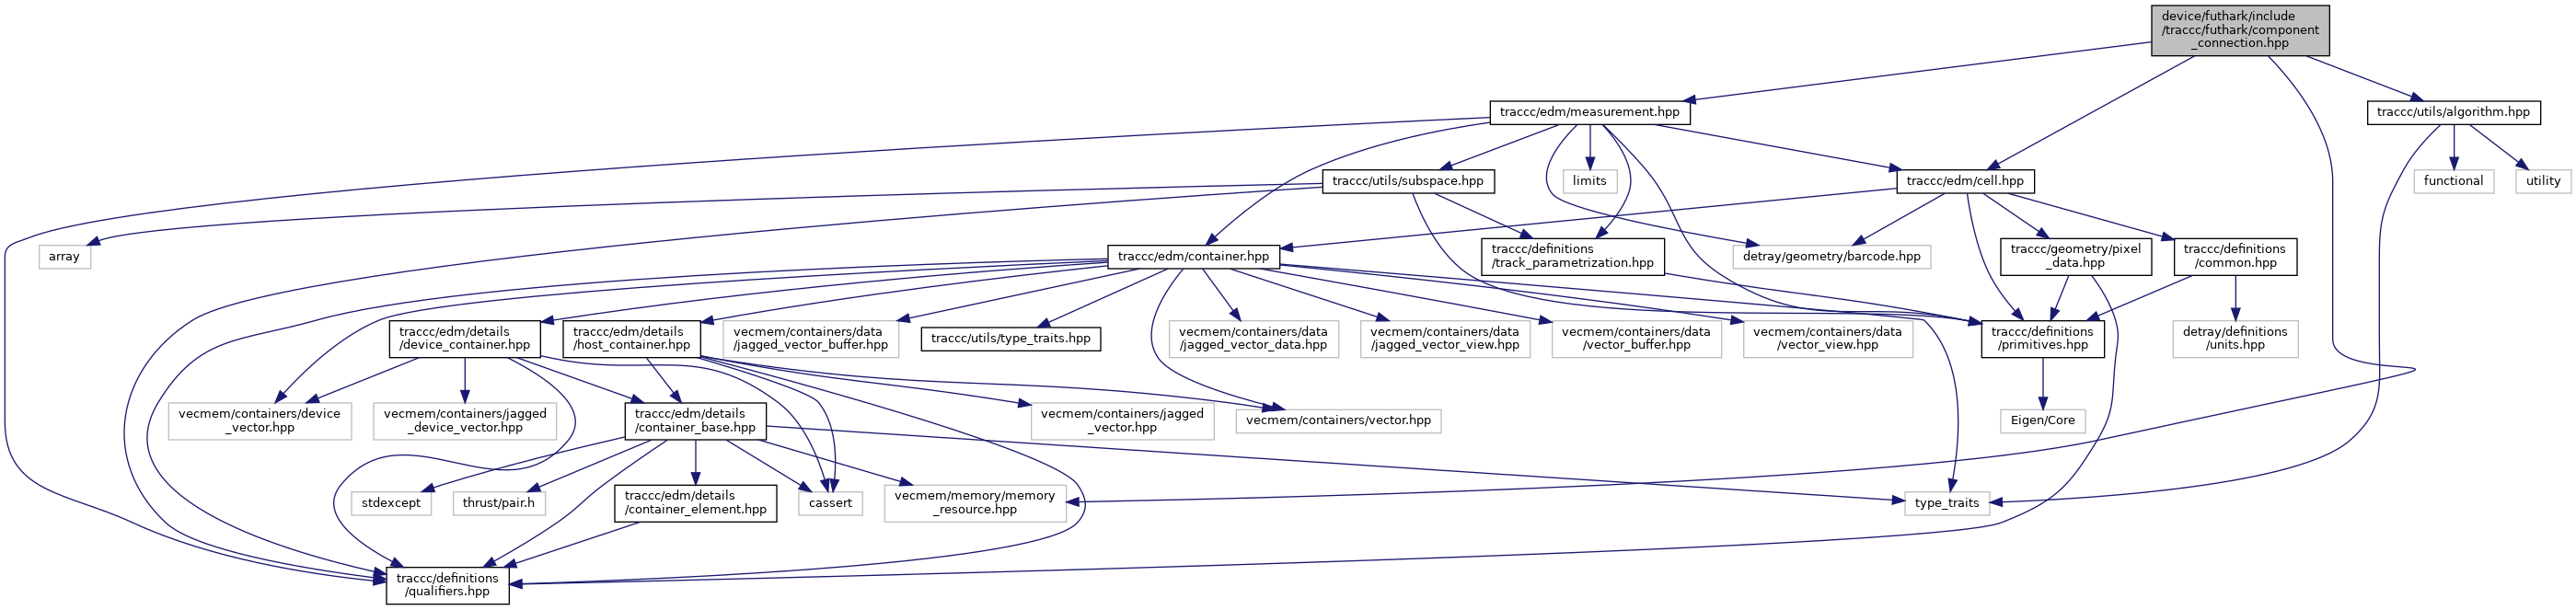 device/futhark/include
/traccc/futhark/component
_connection.hpp
traccc/edm/measurement.hpp
traccc/utils/algorithm.hpp
traccc/utils/subspace.hpp
limits
traccc/edm/cell.hpp
functional
utility
array
traccc/edm/container.hpp
traccc/definitions
/track_parametrization.hpp
detray/geometry/barcode.hpp
traccc/geometry/pixel
_data.hpp
traccc/definitions
/common.hpp
traccc/edm/details
/device_container.hpp
traccc/edm/details
/host_container.hpp
vecmem/containers/data
/jagged_vector_buffer.hpp
traccc/utils/type_traits.hpp
vecmem/containers/data
/jagged_vector_data.hpp
vecmem/containers/data
/jagged_vector_view.hpp
vecmem/containers/data
/vector_buffer.hpp
vecmem/containers/data
/vector_view.hpp
traccc/definitions
/primitives.hpp
detray/definitions
/units.hpp
vecmem/containers/device
_vector.hpp
vecmem/containers/jagged
_device_vector.hpp
traccc/edm/details
/container_base.hpp
vecmem/containers/jagged
_vector.hpp
vecmem/containers/vector.hpp
Eigen/Core
stdexcept
thrust/pair.h
traccc/edm/details
/container_element.hpp
cassert
vecmem/memory/memory
_resource.hpp
type_traits
traccc/definitions
/qualifiers.hpp